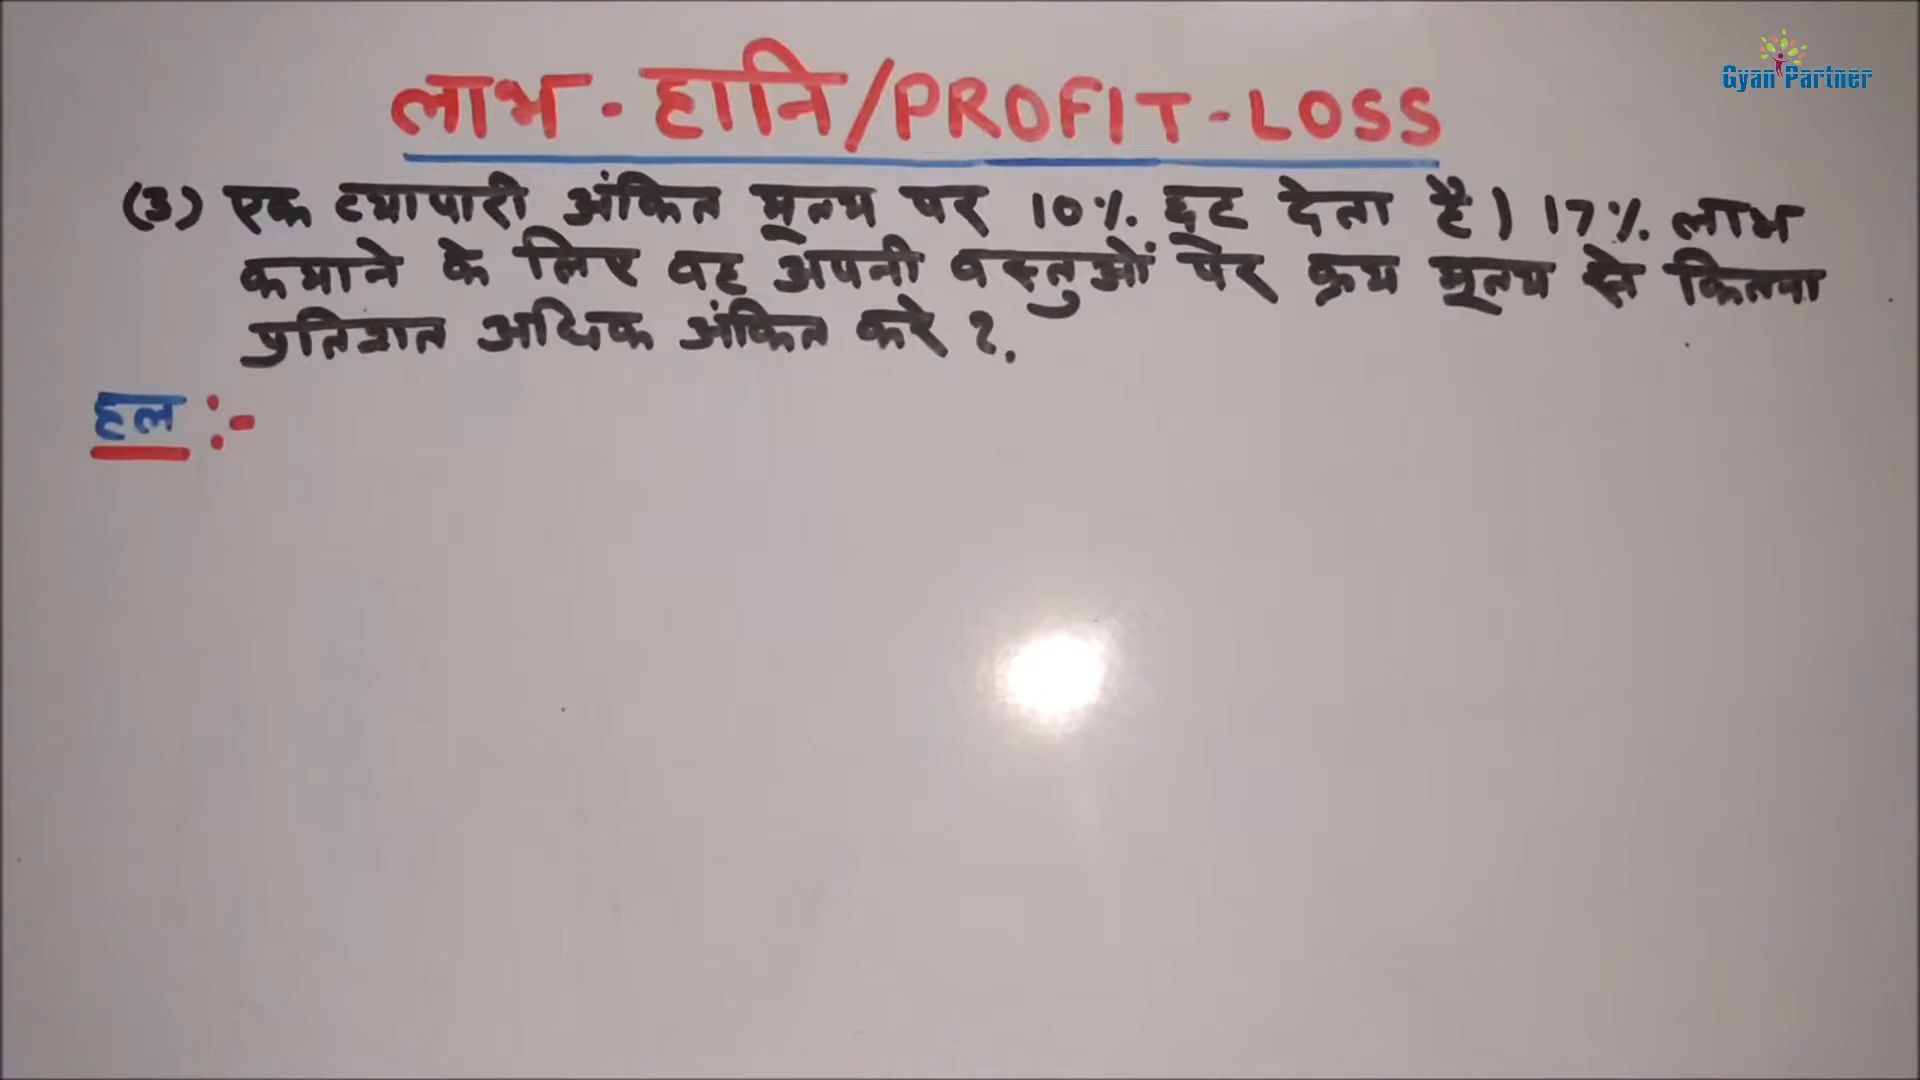 Gyan Partner
लाभ - हानि/PROFIT-LOSS
(3) एक व्यापारी अंकित मूल्य पर 10% छूट देता है। 17% लाभ
कमाने के लिए वह अपनी वस्तुओं पर क्रय मूल्य से कितना
प्रतिशत अधिक अंकित करे ?.
हल :-